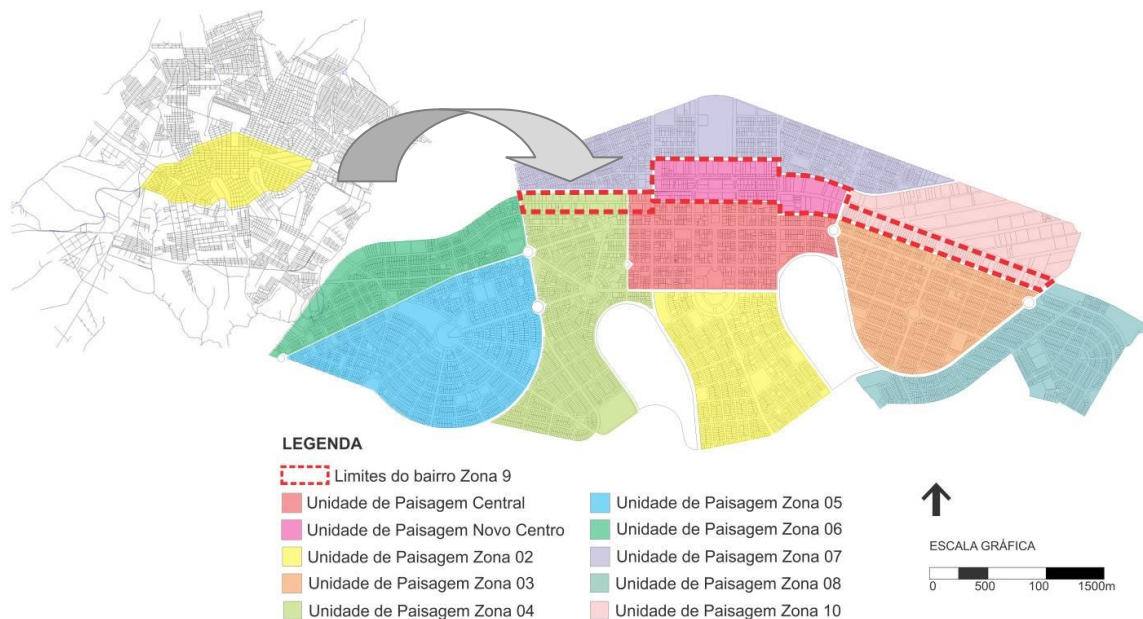 LEGENDA
Limites do bairro Zona 9
Unidade de Paisagem Central
Unidade de Paisagem Novo Centro
Unidade de Paisagem Zona 02
Unidade de Paisagem Zona 03
Unidade de Paisagem Zona 04
Unidade de Paisagem Zona 05
Unidade de Paisagem Zona 06
Unidade de Paisagem Zona 07
Unidade de Paisagem Zona 08
Unidade de Paisagem Zona 10
ESCALA GRÁFICA
0 500 100 1500m